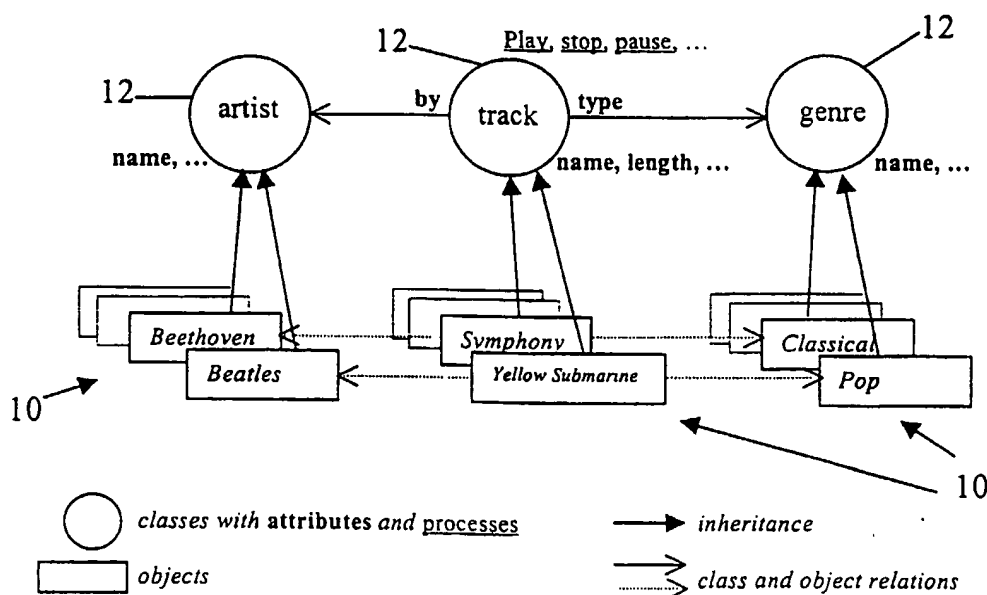 12
Play, stop, pause, ...
12
12
artist
by
track
type
genre
name, ...
name, length, ...
name, ...
Beethoven
Symphony
Classical
Beatles
Yellow Submarine
Pop
10
10
classes with attributes and processes
inheritance
objects
class and object relations